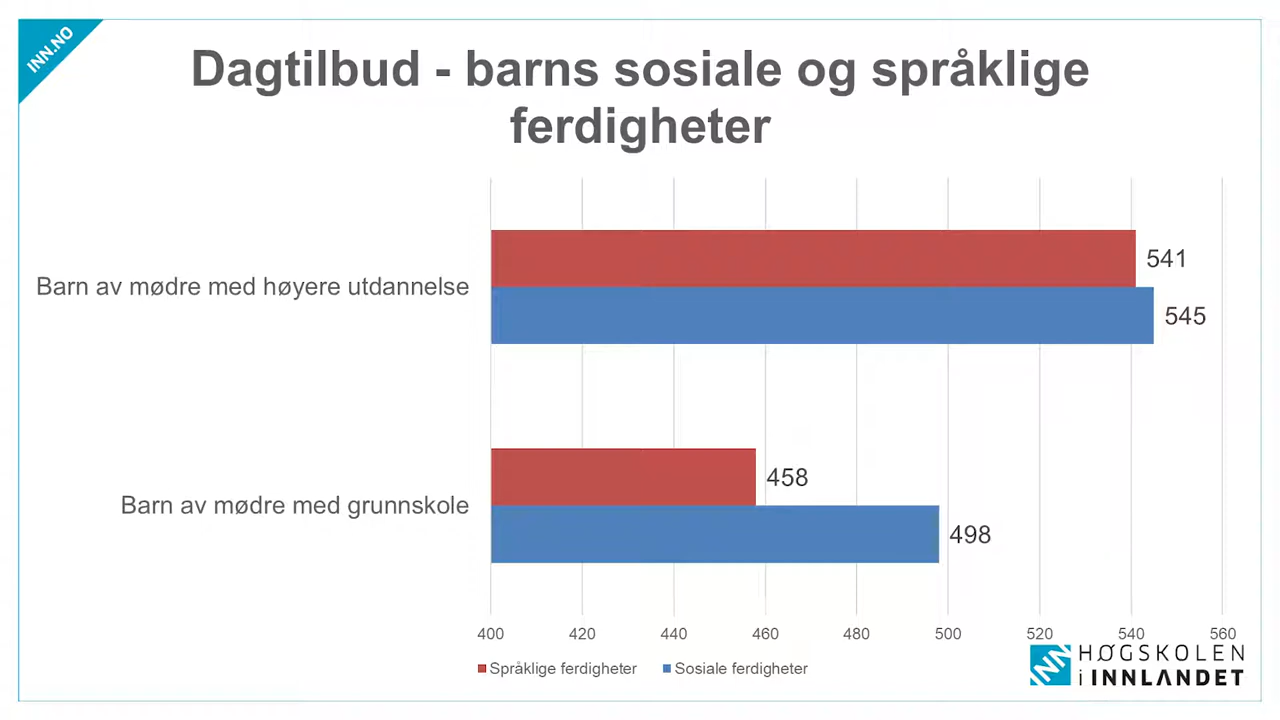 INN.NO
Dagtilbud - barns sosiale og språklige
ferdigheter
Barn av mødre med høyere utdannelse
541
545
Barn av mødre med grunnskole
458
498
400 420 440 460 480 500 520 540 560
Språklige ferdigheter Sosiale ferdigheter
INN HØGSKOLEN
i INNLANDET